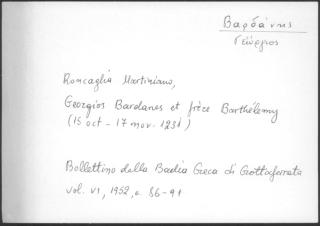 Βαρδάνης
Γεώργιος
Roncaglia Martiniano,
Georgios Bardanes et frère Barthélemy
(15 oct - 17 nov. 1231)
Bollettino della Badia Greca di Grottaferrata
vol. VI, 1952, σ. 86-91